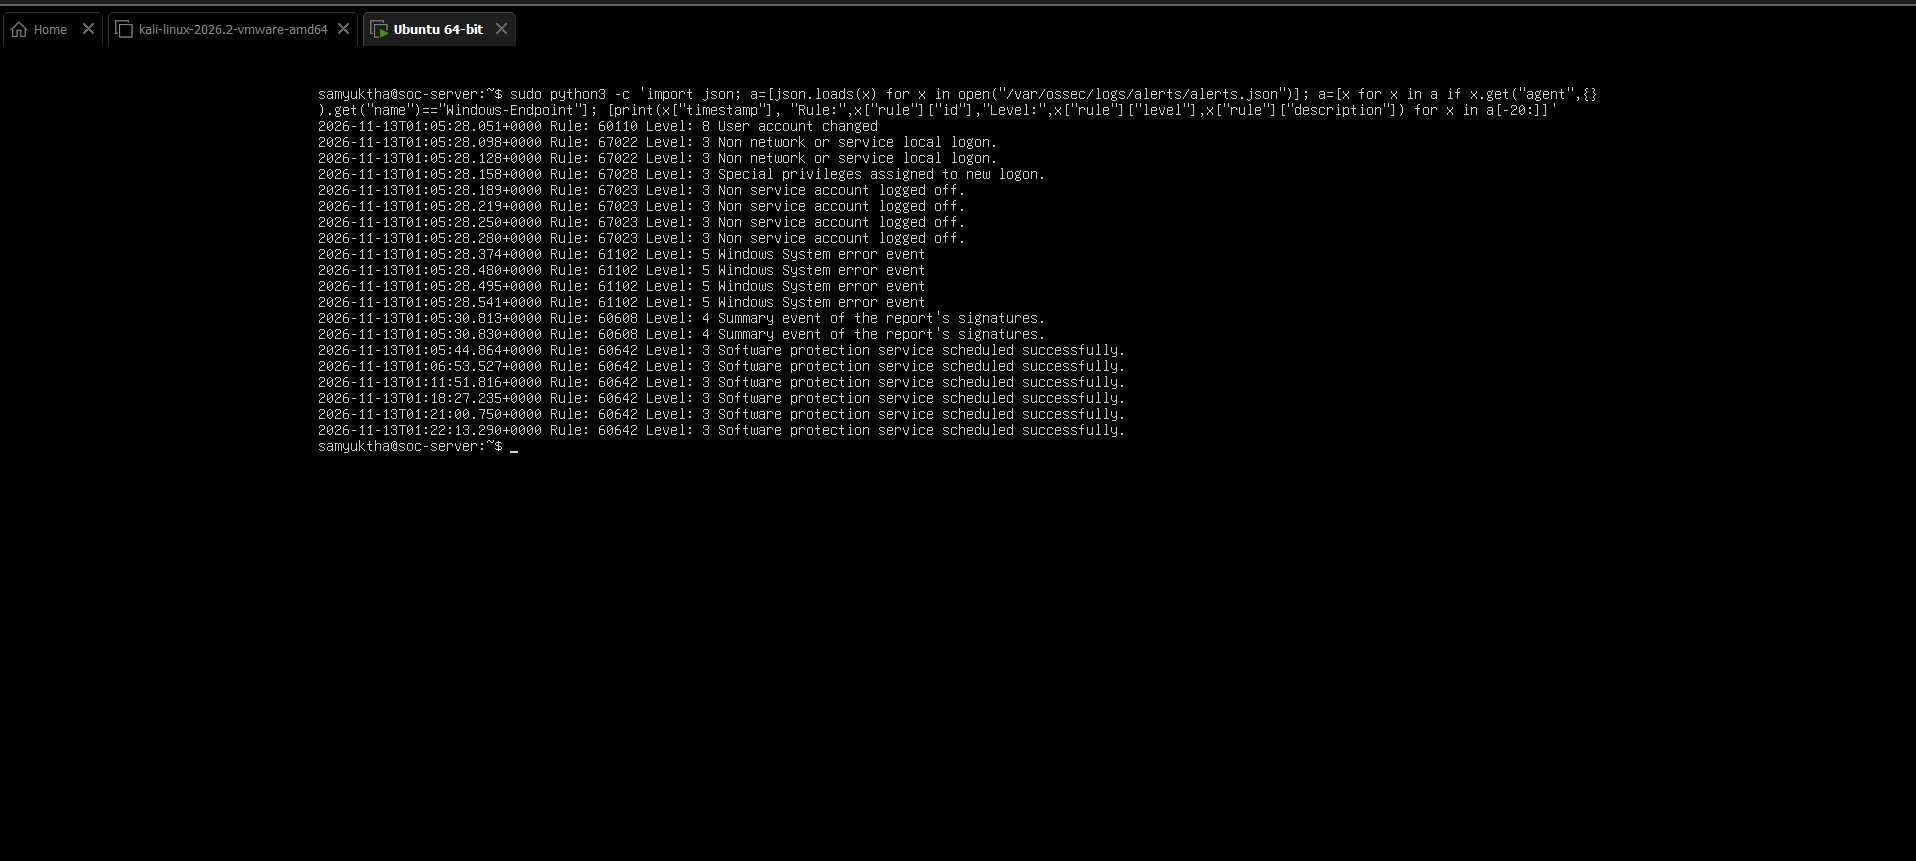 Home
kali-linux-2026.2-vmware-amd64
Ubuntu 64-bit
samyuktha@soc-server:~$ sudo python3 -c 'import json; a=[json.loads(x) for x in open("/var/ossec/logs/alerts/alerts.json")]; a=[x for x in a if x.get("agent",{}
).get("name")=="Windows-Endpoint"]; [print(x["timestamp"], "Rule:",x["rule"]["id"],"Level:",x["rule"]["level"],x["rule"]["description"]) for x in a[-20:]]'
2026-11-13T01:05:28.051+0000 Rule: 60110 Level: 8 User account changed
2026-11-13T01:05:28.098+0000 Rule: 67022 Level: 3 Non network or service local logon.
2026-11-13T01:05:28.128+0000 Rule: 67022 Level: 3 Non network or service local logon.
2026-11-13T01:05:28.158+0000 Rule: 67028 Level: 3 Special privileges assigned to new logon.
2026-11-13T01:05:28.189+0000 Rule: 67023 Level: 3 Non service account logged off.
2026-11-13T01:05:28.219+0000 Rule: 67023 Level: 3 Non service account logged off.
2026-11-13T01:05:28.250+0000 Rule: 67023 Level: 3 Non service account logged off.
2026-11-13T01:05:28.280+0000 Rule: 67023 Level: 3 Non service account logged off.
2026-11-13T01:05:28.374+0000 Rule: 61102 Level: 5 Windows System error event
2026-11-13T01:05:28.480+0000 Rule: 61102 Level: 5 Windows System error event
2026-11-13T01:05:28.495+0000 Rule: 61102 Level: 5 Windows System error event
2026-11-13T01:05:28.541+0000 Rule: 61102 Level: 5 Windows System error event
2026-11-13T01:05:30.813+0000 Rule: 60608 Level: 4 Summary event of the report's signatures.
2026-11-13T01:05:30.830+0000 Rule: 60608 Level: 4 Summary event of the report's signatures.
2026-11-13T01:05:44.864+0000 Rule: 60642 Level: 3 Software protection service scheduled successfully.
2026-11-13T01:06:53.527+0000 Rule: 60642 Level: 3 Software protection service scheduled successfully.
2026-11-13T01:11:51.816+0000 Rule: 60642 Level: 3 Software protection service scheduled successfully.
2026-11-13T01:18:27.235+0000 Rule: 60642 Level: 3 Software protection service scheduled successfully.
2026-11-13T01:21:00.750+0000 Rule: 60642 Level: 3 Software protection service scheduled successfully.
2026-11-13T01:22:13.290+0000 Rule: 60642 Level: 3 Software protection service scheduled successfully.
samyuktha@soc-server:~$ _